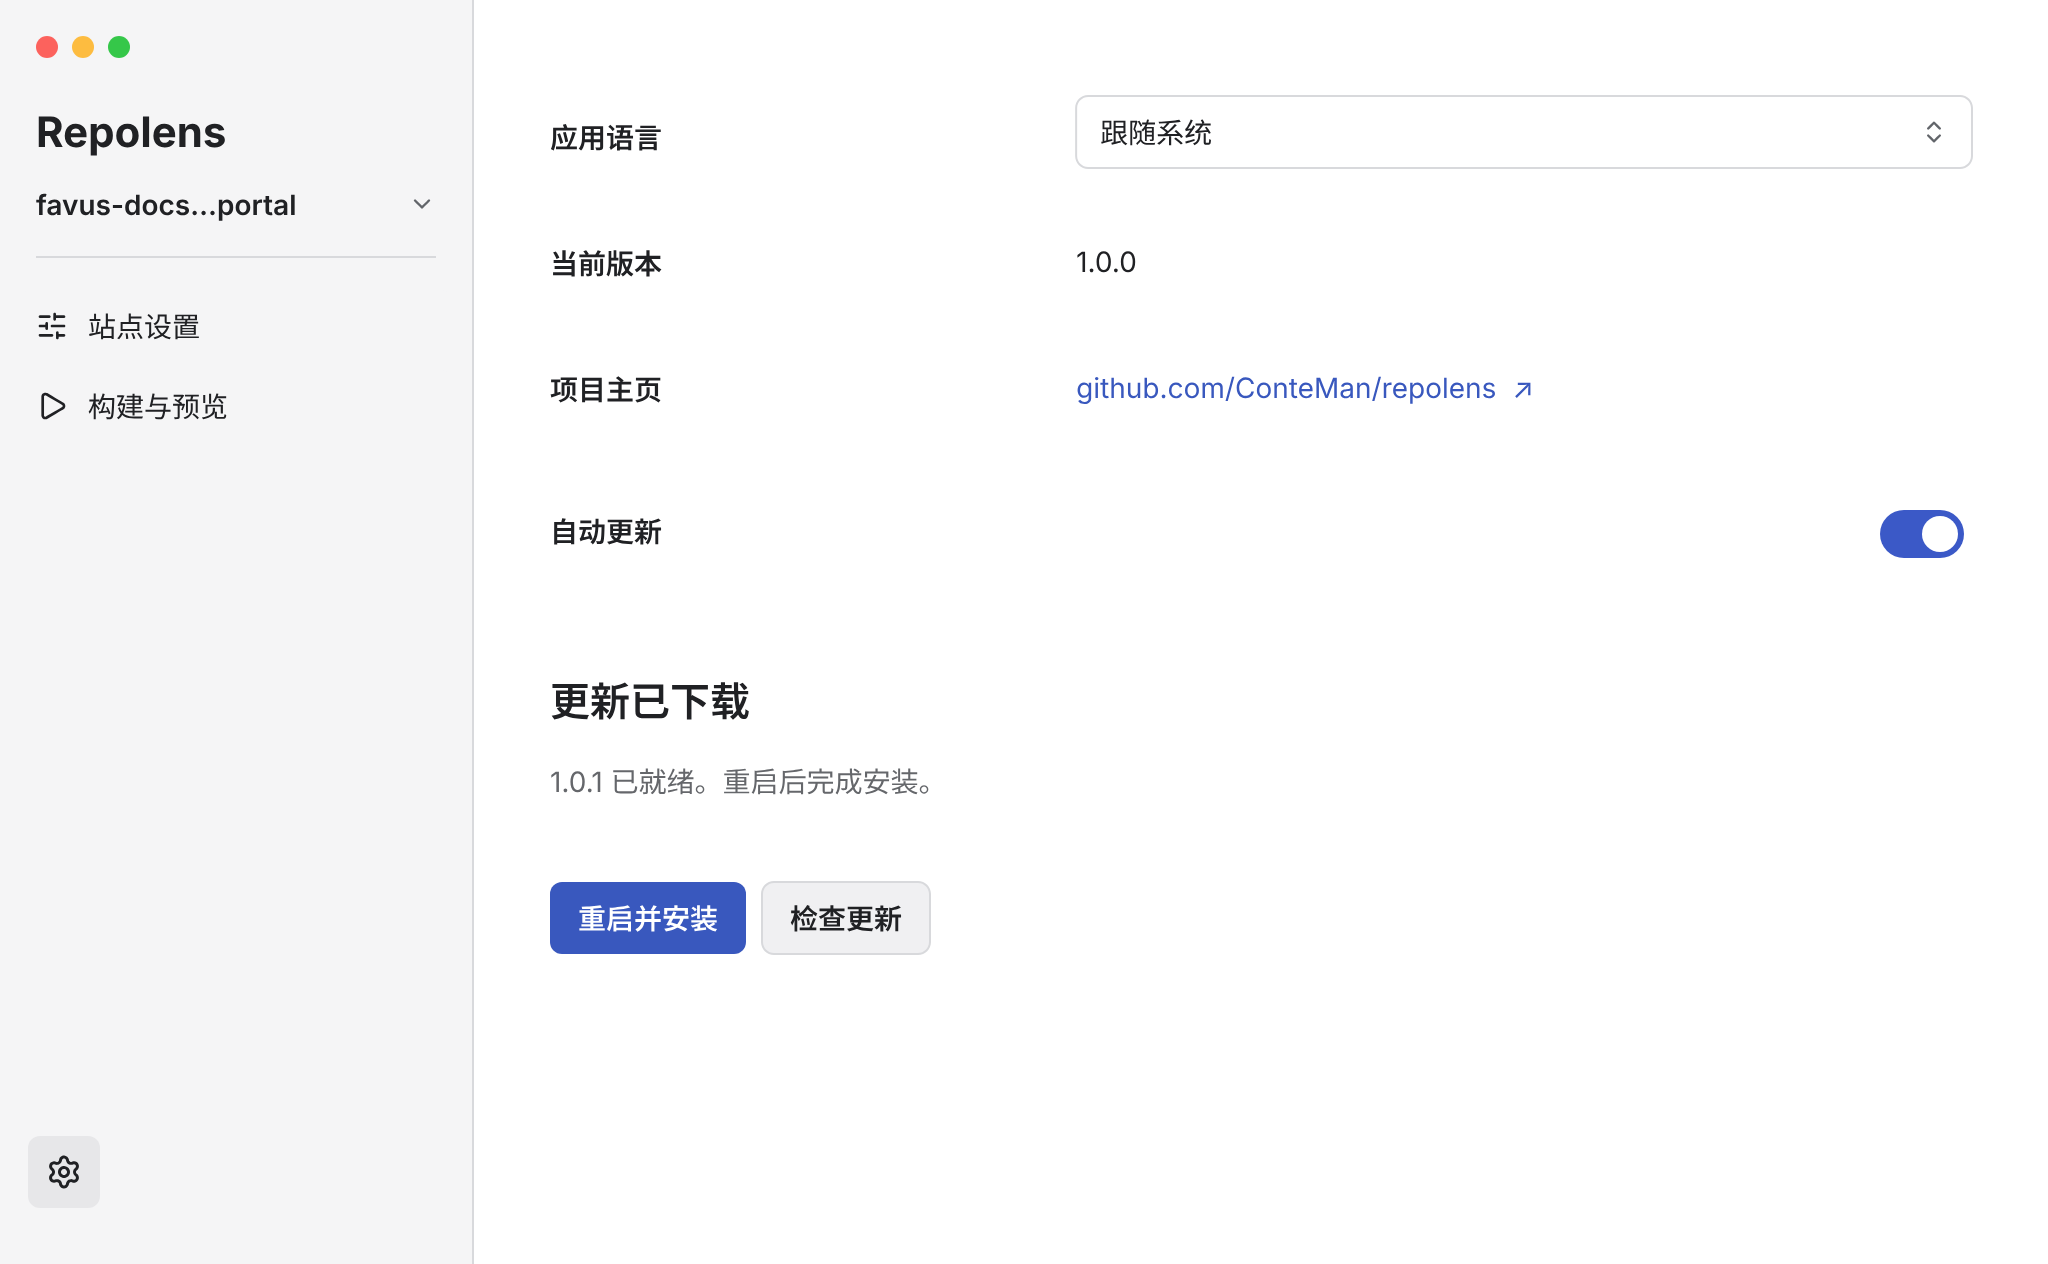 Repolens
favus-docs...portal
站点设置
构建与预览
应用语言
跟随系统
当前版本
1.0.0
项目主页
github.com/ConteMan/repolens
自动更新
更新已下载
1.0.1 已就绪。重启后完成安装。
重启并安装
检查更新